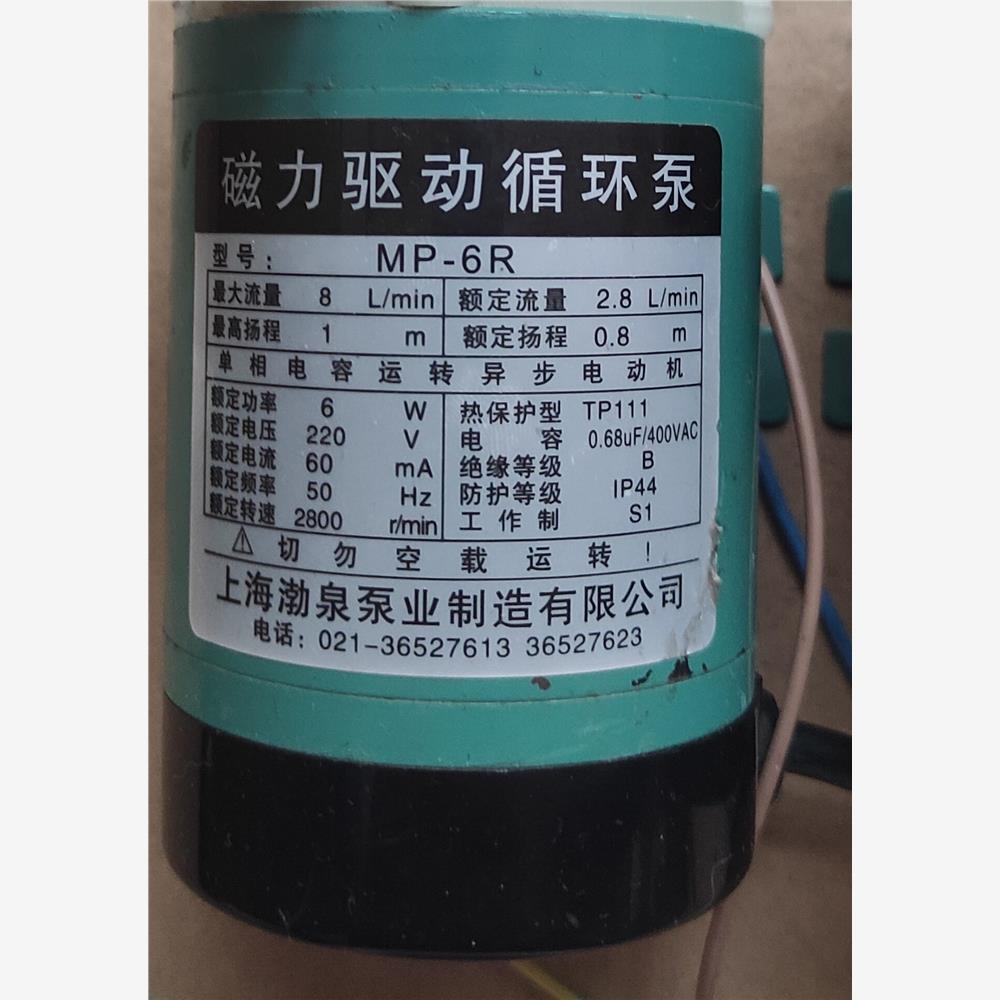 磁力驱动循环泵
型号: MP-6R
最大流量 8 L/min 额定流量 2.8 L/min
最高扬程 1 m 额定扬程 0.8 m
单相电容运转异步电动机
额定功率 6 W 热保护型 TP111
额定电压 220 V 电容 0.68uF/400VAC
额定电流 60 mA 绝缘等级 B
额定频率 50 Hz 防护等级 IP44
额定转速 2800 r/min 工作制 S1
切勿空载运转!
上海渤泉泵业制造有限公司
电话: 021-36527613 36527623